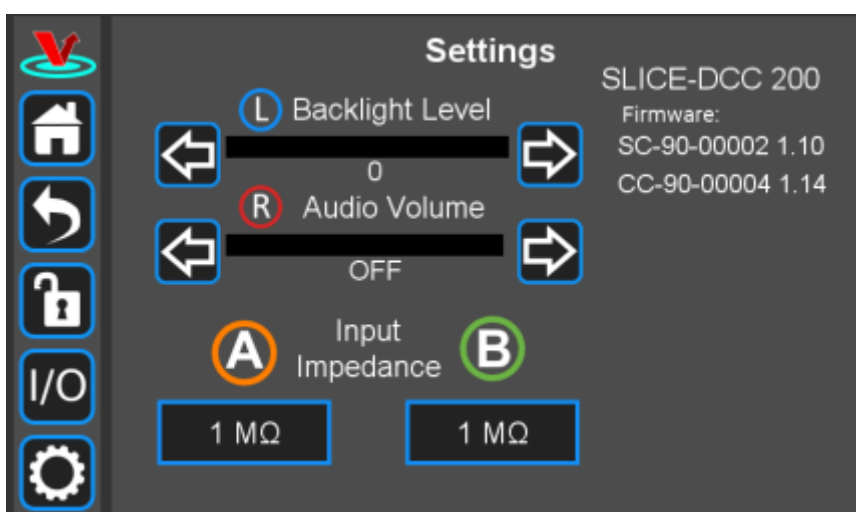 Settings
SLICE-DCC 200
Firmware:
SC-90-00002 1.10
CC-90-00004 1.14
L Backlight Level
0
R Audio Volume
OFF
A Input Impedance B
1 MΩ 1 MΩ
I/O